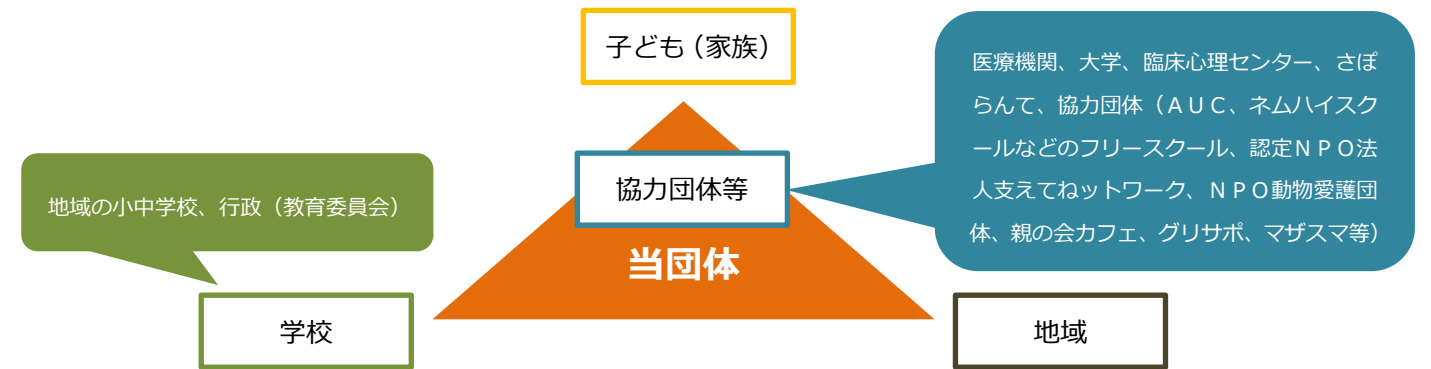 子ども（家族）
医療機関、大学、臨床心理センター、さぽ
らんて、協力団体（ＡＵＣ、ネムハイスク
ールなどのフリースクール、認定ＮＰＯ法
人支えてねットワーク、ＮＰＯ動物愛護団
体、親の会カフェ、グリサポ、マザスマ等）
協力団体等
地域の小中学校、行政（教育委員会）
当団体
学校
地域